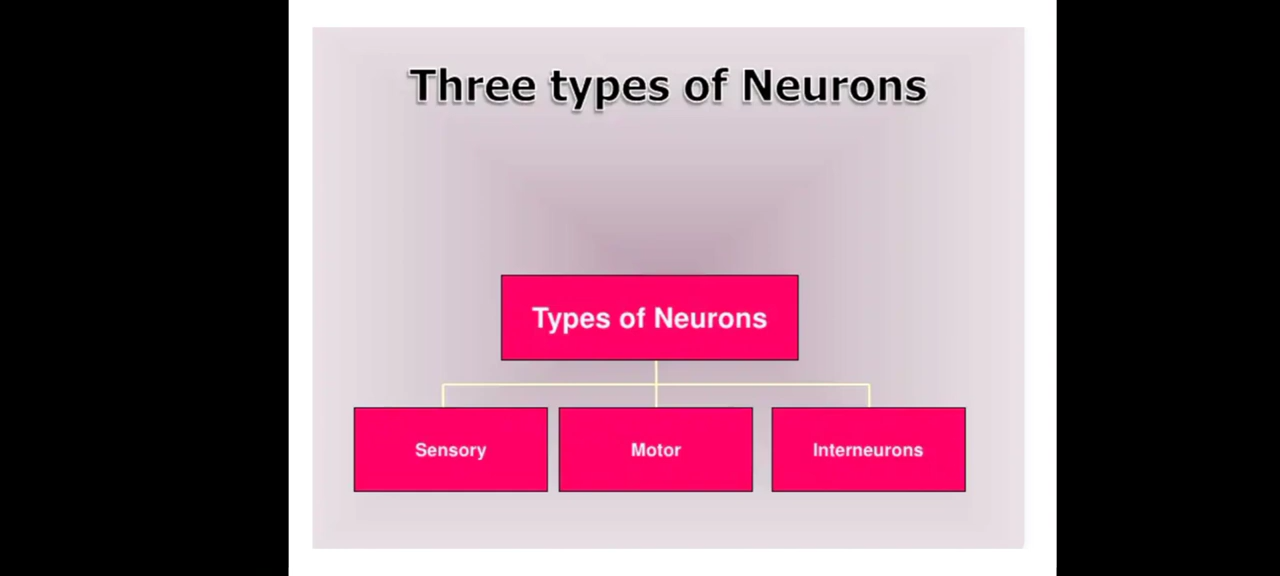 Three types of Neurons
Types of Neurons
Sensory
Motor
Interneurons